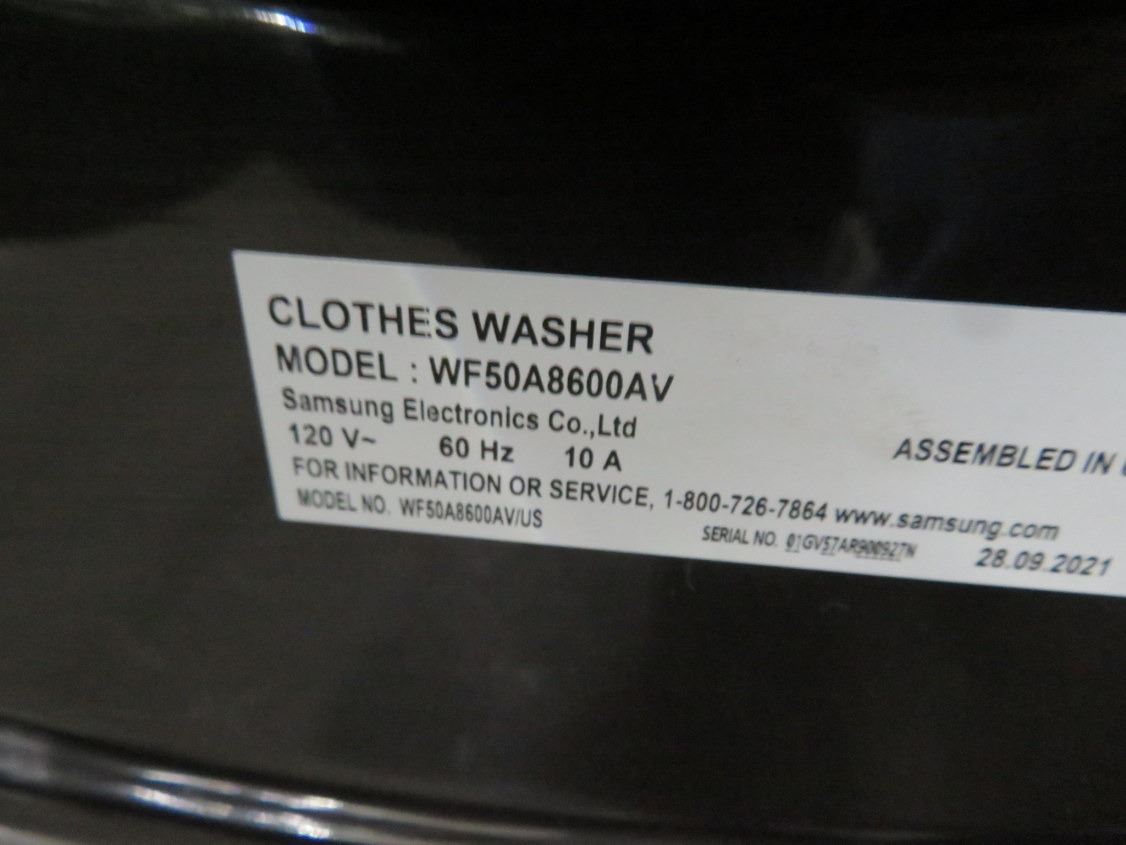 CLOTHES WASHER
MODEL : WF50A8600AV
Samsung Electronics Co.,Ltd
120 V~ 60 Hz 10 A
ASSEMBLED IN
FOR INFORMATION OR SERVICE, 1-800-726-7864 www.samsung.com
MODEL NO. WF50A8600AV/US
SERIAL NO.
28.09.2021